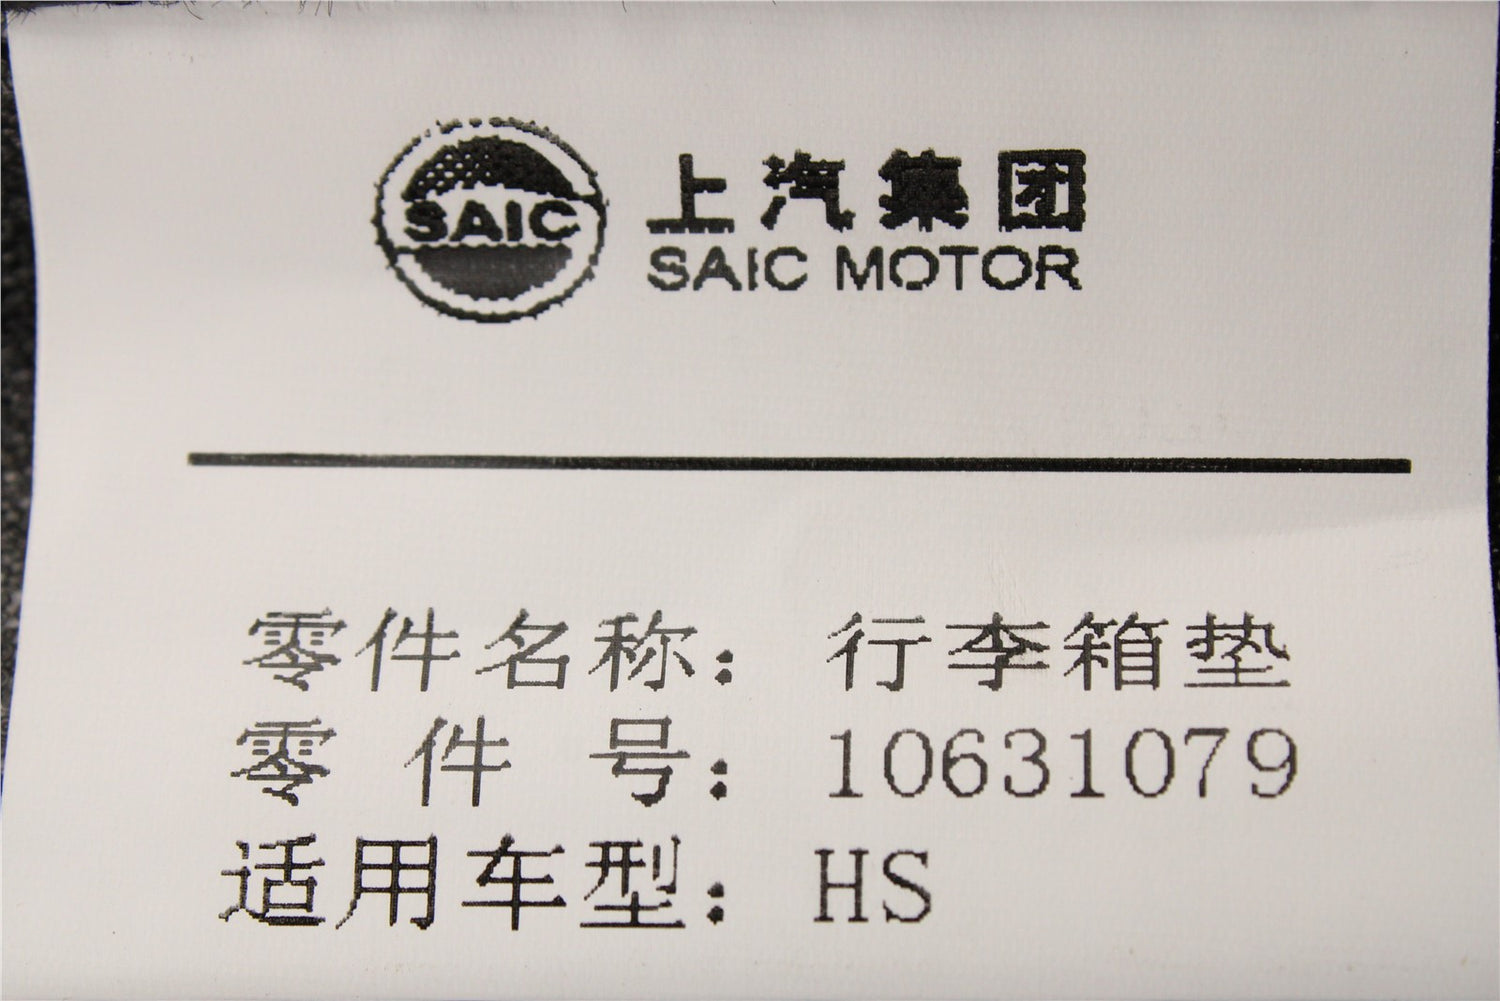 SAIC
上汽集团
SAIC MOTOR
零件名称：行李箱垫
零 件 号：10631079
适用车型：HS